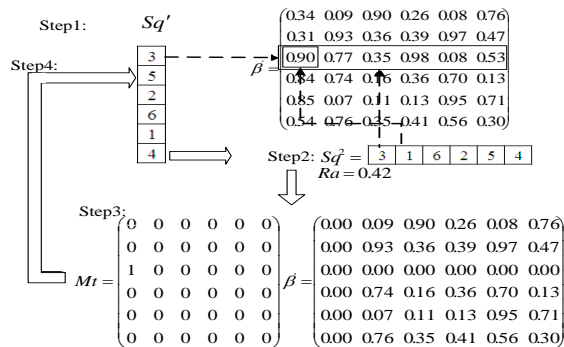 Step1: Sq′
3
5
2
6
1
4
Step4:
β′ =
0.34 0.09 0.90 0.26 0.08 0.76
0.31 0.93 0.36 0.39 0.97 0.47
0.90 0.77 0.35 0.98 0.08 0.53
0.84 0.74 0.16 0.36 0.70 0.13
0.85 0.07 0.11 0.13 0.95 0.71
0.54 0.76 0.35 0.41 0.56 0.30
Step2: Sq² = 3 1 6 2 5 4
Ra = 0.42
Step3:
Mt =
0 0 0 0 0 0
0 0 0 0 0 0
1 0 0 0 0 0
0 0 0 0 0 0
0 0 0 0 0 0
0 0 0 0 0 0
β′ =
0.00 0.09 0.90 0.26 0.08 0.76
0.00 0.93 0.36 0.39 0.97 0.47
0.00 0.00 0.00 0.00 0.00 0.00
0.00 0.74 0.16 0.36 0.70 0.13
0.00 0.07 0.11 0.13 0.95 0.71
0.00 0.76 0.35 0.41 0.56 0.30